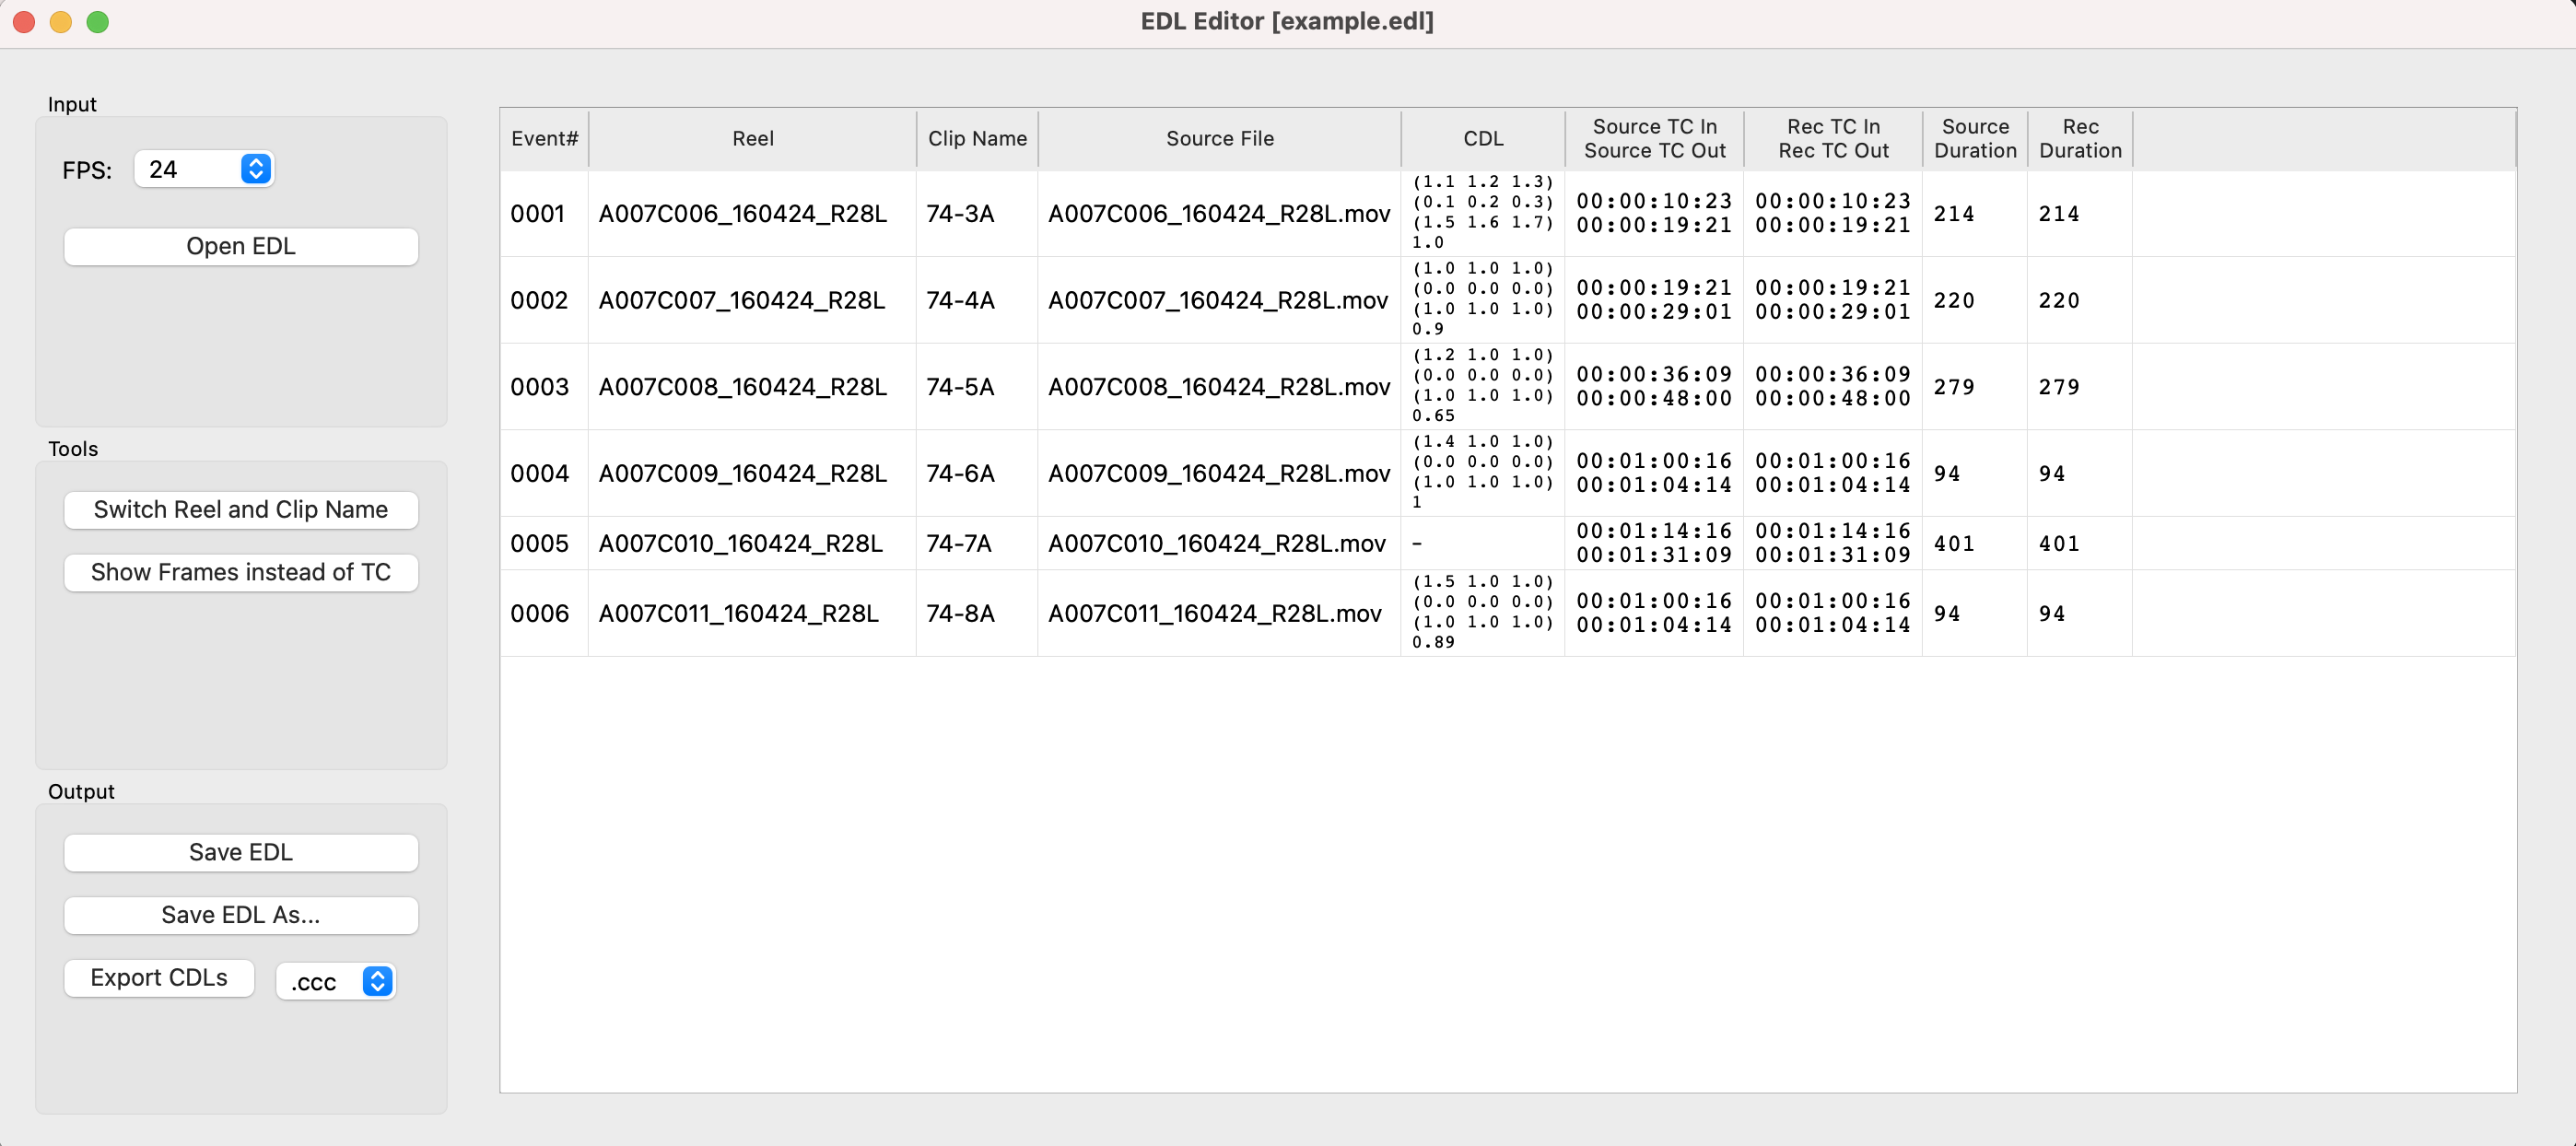 EDL Editor [example.edl]
Input
FPS: 24
Open EDL
Tools
Switch Reel and Clip Name
Show Frames instead of TC
Output
Save EDL
Save EDL As...
Export CDLs .ccc
Event# Reel Clip Name Source File CDL Source TC In Rec TC In Source Rec
Source TC Out Rec TC Out Duration Duration
(1.1 1.2 1.3)
0001 A007C006_160424_R28L 74-3A A007C006_160424_R28L.mov (0.1 0.2 0.3) 00:00:10:23 00:00:10:23 214 214
(1.5 1.6 1.7) 00:00:19:21 00:00:19:21
1.0
(1.0 1.0 1.0)
0002 A007C007_160424_R28L 74-4A A007C007_160424_R28L.mov (0.0 0.0 0.0) 00:00:19:21 00:00:19:21 220 220
(1.0 1.0 1.0) 00:00:29:01 00:00:29:01
0.9
(1.2 1.0 1.0)
0003 A007C008_160424_R28L 74-5A A007C008_160424_R28L.mov (0.0 0.0 0.0) 00:00:36:09 00:00:36:09 279 279
(1.0 1.0 1.0) 00:00:48:00 00:00:48:00
0.65
(1.4 1.0 1.0)
0004 A007C009_160424_R28L 74-6A A007C009_160424_R28L.mov (0.0 0.0 0.0) 00:01:00:16 00:01:00:16 94 94
(1.0 1.0 1.0) 00:01:04:14 00:01:04:14
1
0005 A007C010_160424_R28L 74-7A A007C010_160424_R28L.mov - 00:01:14:16 00:01:14:16 401 401
00:01:31:09 00:01:31:09
(1.5 1.0 1.0)
0006 A007C011_160424_R28L 74-8A A007C011_160424_R28L.mov (0.0 0.0 0.0) 00:01:00:16 00:01:00:16 94 94
(1.0 1.0 1.0) 00:01:04:14 00:01:04:14
0.89